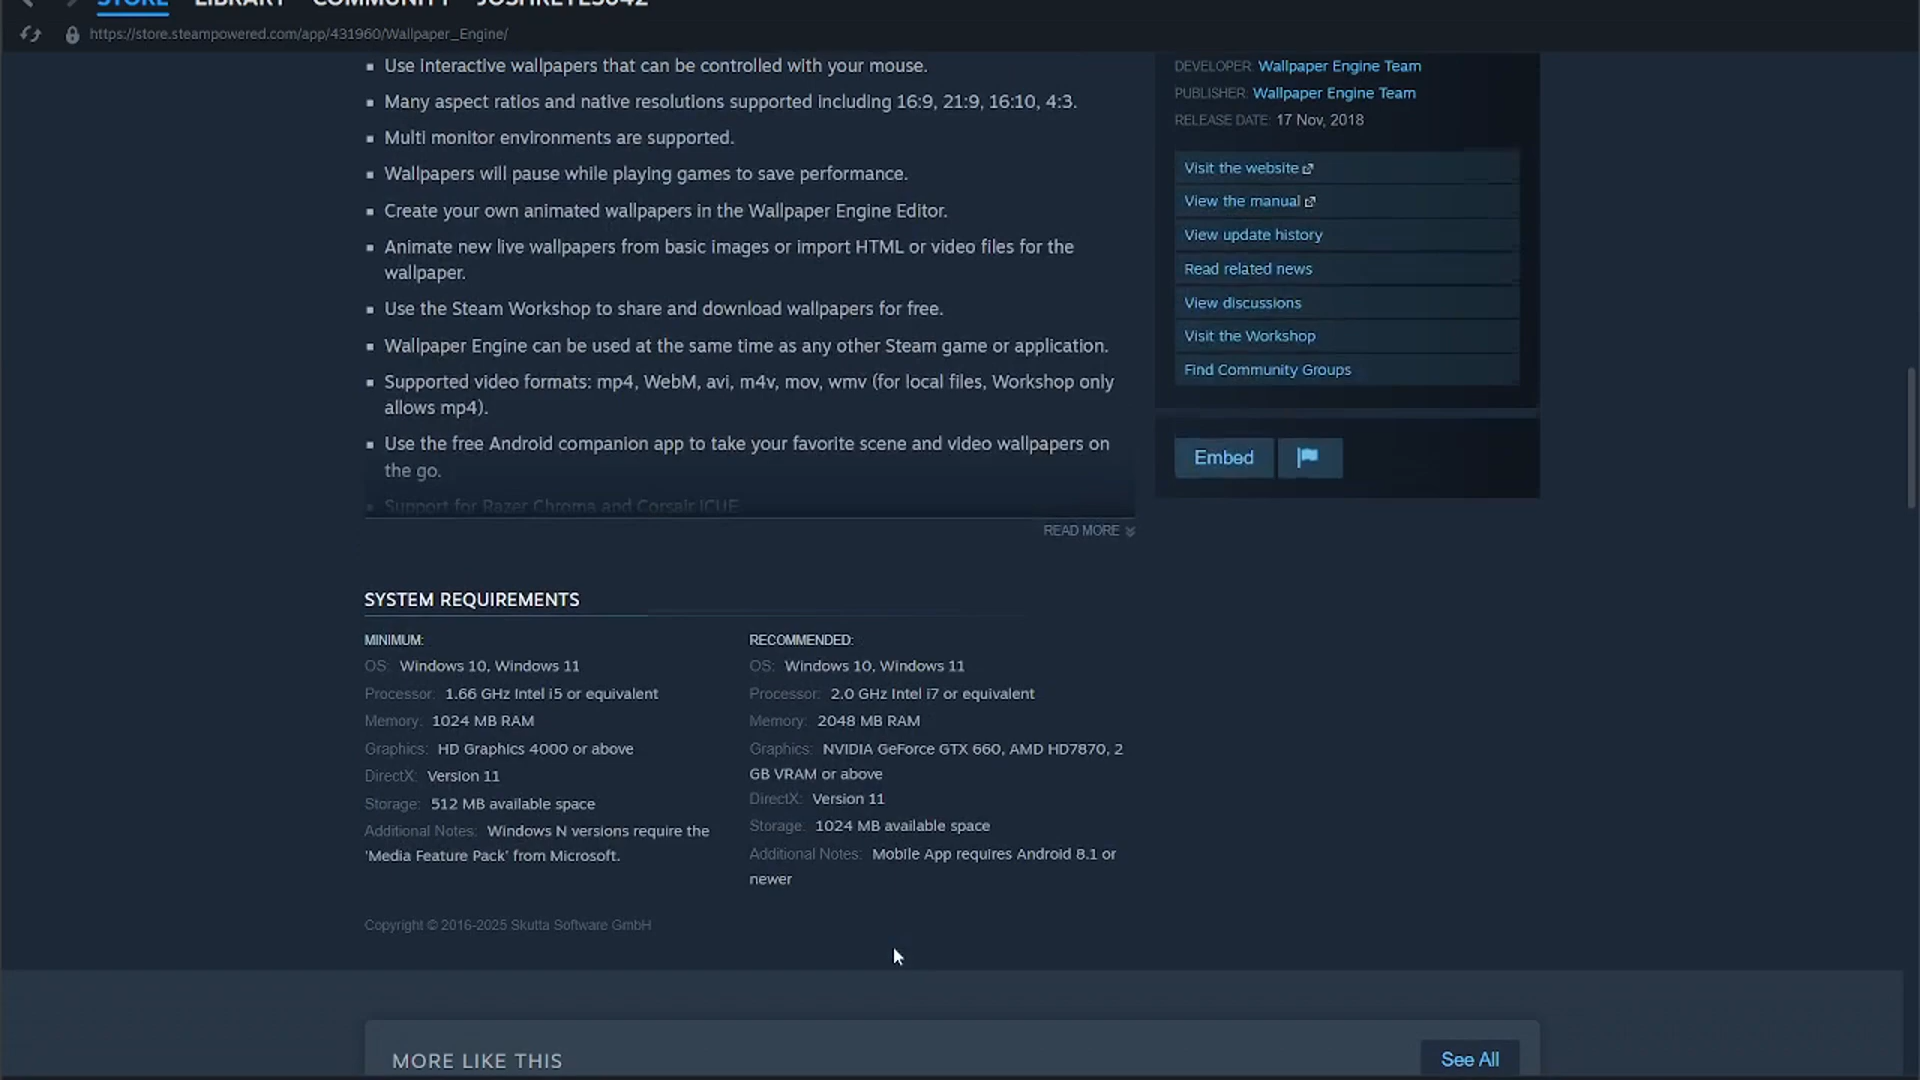 STORE LIBRARY COMMUNITY JOSHREYES042
https://store.steampowered.com/app/431960/Wallpaper_Engine/
Use interactive wallpapers that can be controlled with your mouse.
Many aspect ratios and native resolutions supported including 16:9, 21:9, 16:10, 4:3.
Multi monitor environments are supported.
Wallpapers will pause while playing games to save performance.
Create your own animated wallpapers in the Wallpaper Engine Editor.
Animate new live wallpapers from basic images or import HTML or video files for the
wallpaper.
Use the Steam Workshop to share and download wallpapers for free.
Wallpaper Engine can be used at the same time as any other Steam game or application.
Supported video formats: mp4, WebM, avi, m4v, mov, wmv (for local files, Workshop only
allows mp4).
Use the free Android companion app to take your favorite scene and video wallpapers on
the go.
Support for Razer Chroma and Corsair iCUE
READ MORE
DEVELOPER: Wallpaper Engine Team
PUBLISHER: Wallpaper Engine Team
RELEASE DATE: 17 Nov, 2018
Visit the website
View the manual
View update history
Read related news
View discussions
Visit the Workshop
Find Community Groups
Embed
SYSTEM REQUIREMENTS
MINIMUM:
OS: Windows 10, Windows 11
Processor: 1.66 GHz Intel i5 or equivalent
Memory: 1024 MB RAM
Graphics: HD Graphics 4000 or above
DirectX: Version 11
Storage: 512 MB available space
Additional Notes: Windows N versions require the
'Media Feature Pack' from Microsoft.
RECOMMENDED:
OS: Windows 10, Windows 11
Processor: 2.0 GHz Intel i7 or equivalent
Memory: 2048 MB RAM
Graphics: NVIDIA GeForce GTX 660, AMD HD7870, 2
GB VRAM or above
DirectX: Version 11
Storage: 1024 MB available space
Additional Notes: Mobile App requires Android 8.1 or
newer
Copyright © 2016-2025 Skutta Software GmbH
MORE LIKE THIS
See All